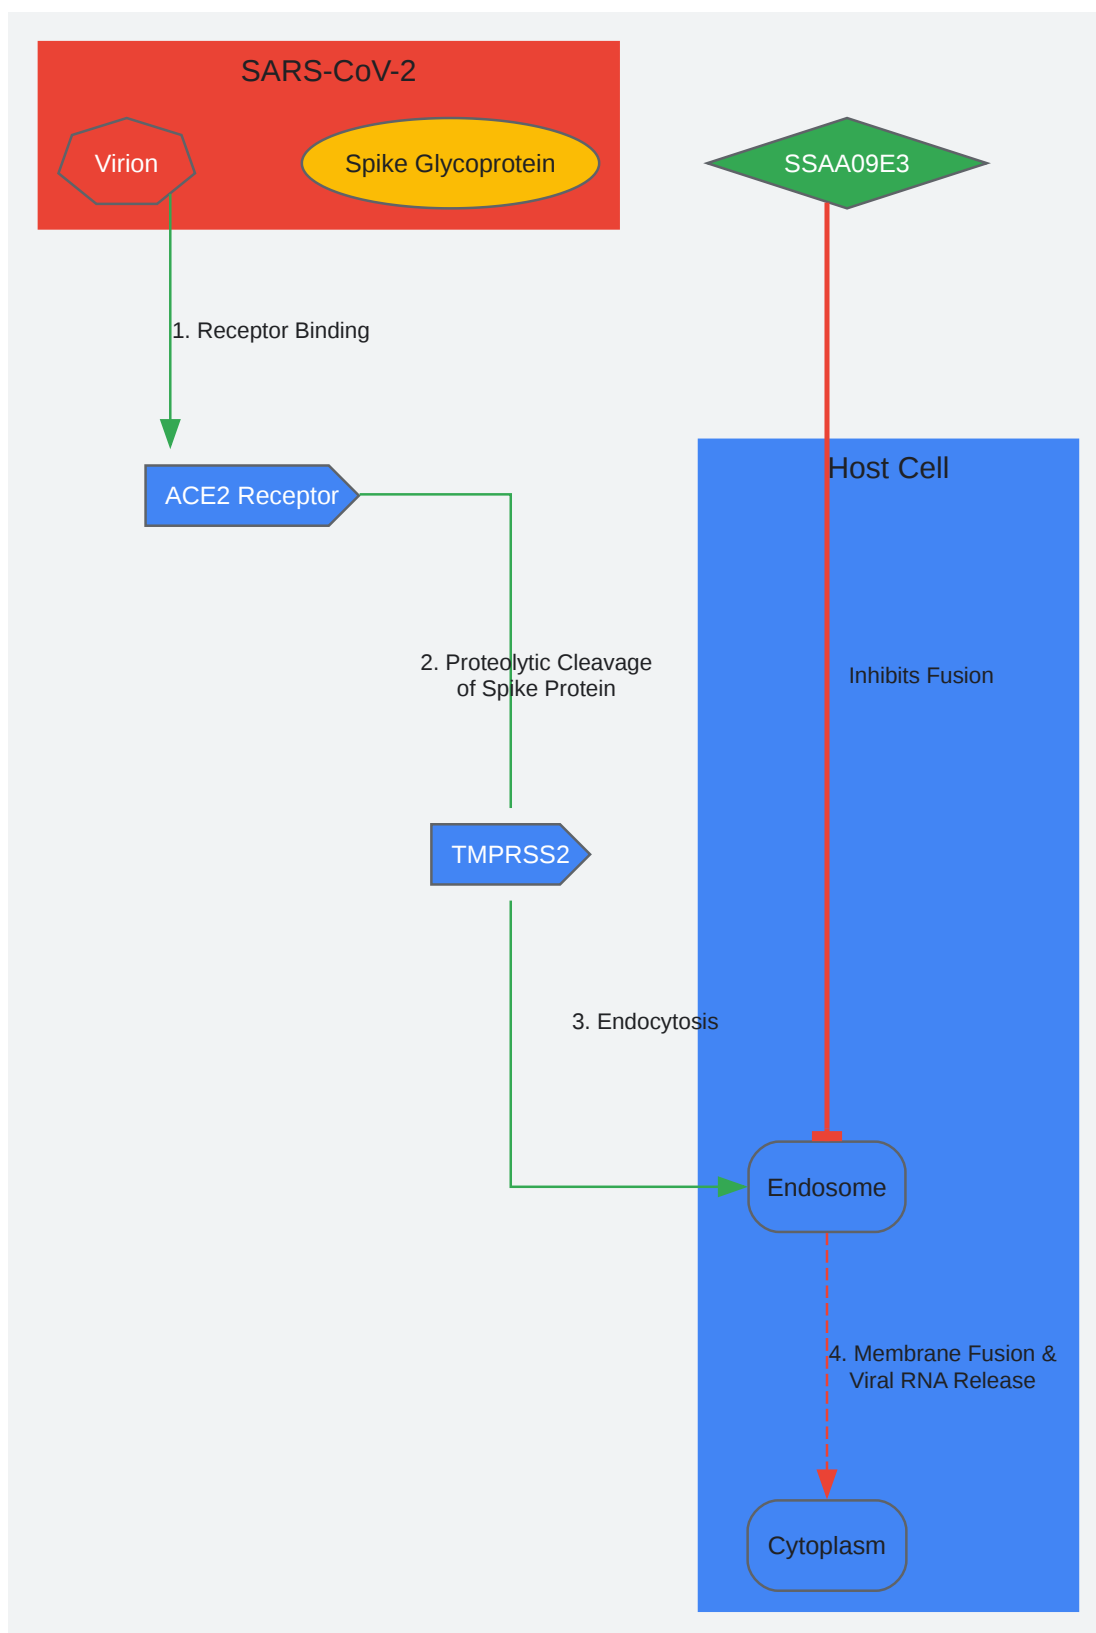 SARS-CoV-2
Virion
Spike Glycoprotein
SSAA09E3
1. Receptor Binding
Host Cell
ACE2 Receptor
2. Proteolytic Cleavage
of Spike Protein
Inhibits Fusion
TMPRSS2
3. Endocytosis
Endosome
4. Membrane Fusion &
Viral RNA Release
Cytoplasm